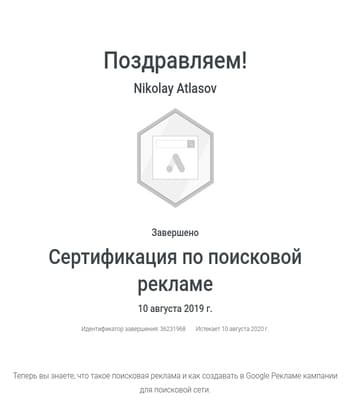 Поздравляем!
Nikolay Atlasov
Завершено
Сертификация по поисковой
рекламе
10 августа 2019 г.
Идентификатор завершения: 36231968 Истекает 10 августа 2020 г.
Теперь вы знаете, что такое поисковая реклама и как создавать в Google Рекламе кампании
для поисковой сети.